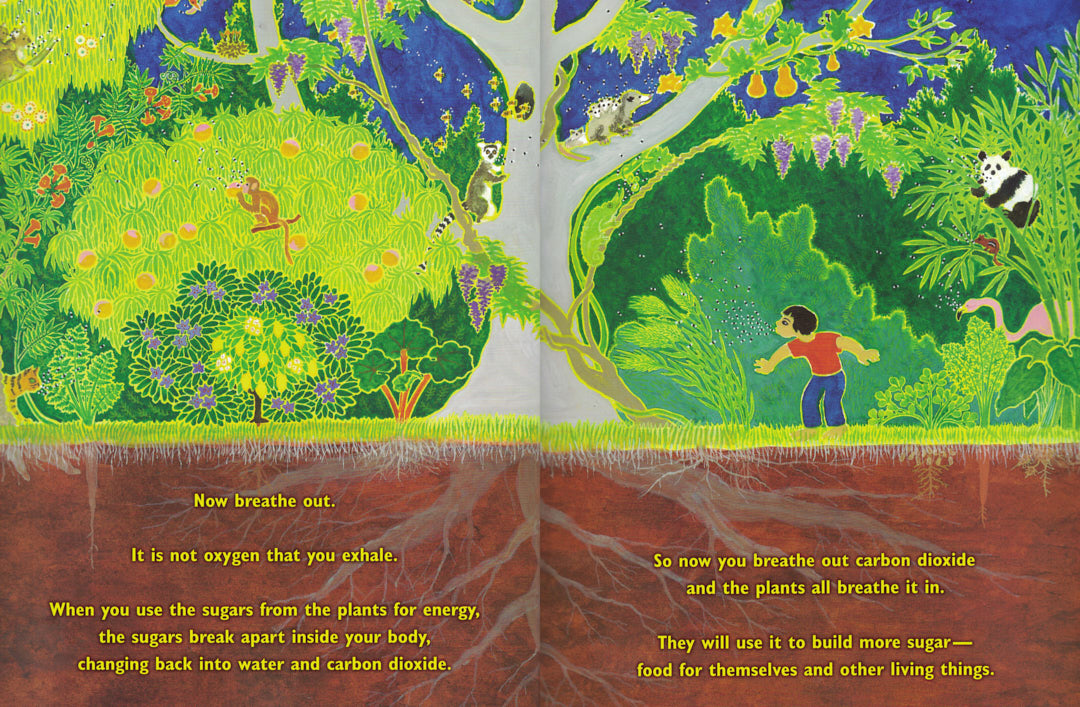 Now breathe out.
It is not oxygen that you exhale.
When you use the sugars from the plants for energy,
the sugars break apart inside your body,
changing back into water and carbon dioxide.
So now you breathe out carbon dioxide
and the plants all breathe it in.
They will use it to build more sugar—
food for themselves and other living things.